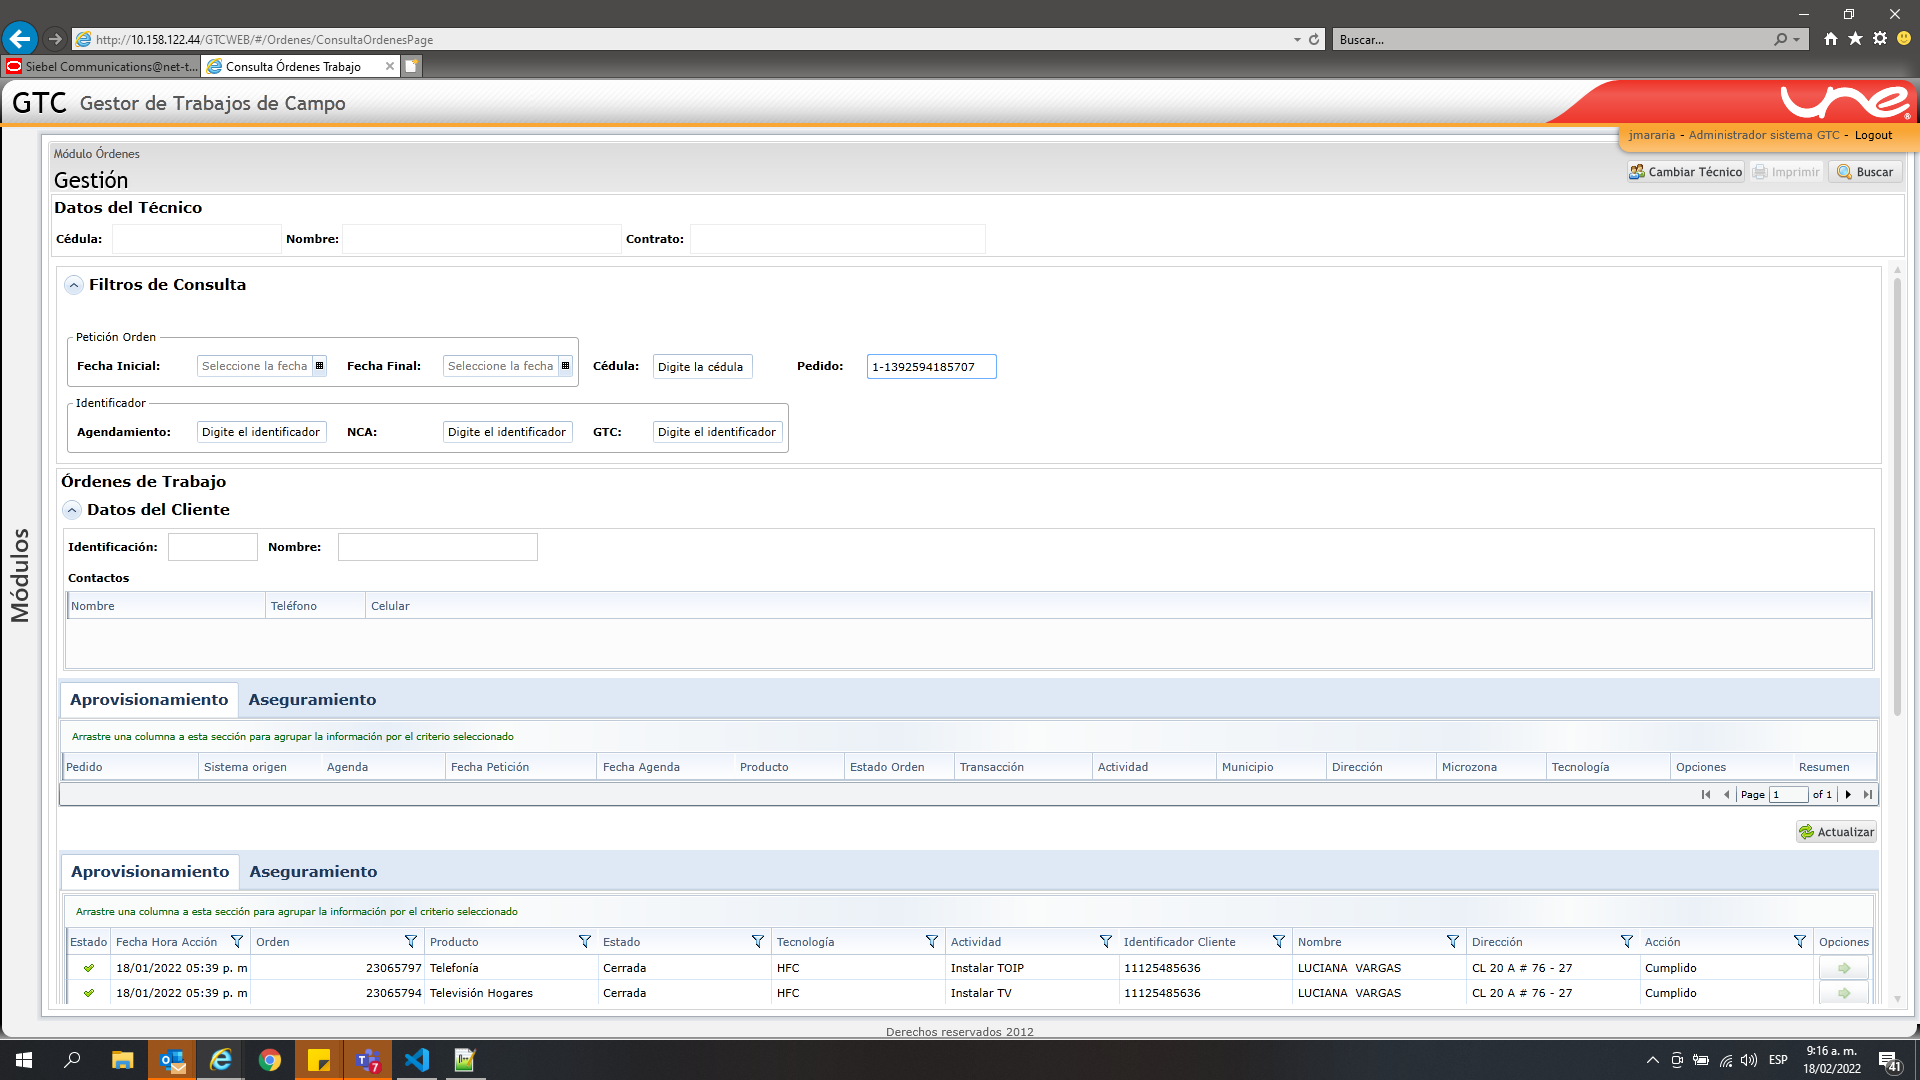 http://10.158.122.44/GTCWEB/#/Ordenes/ConsultaOrdenesPage
Buscar...
Siebel Communications@net-t...
Consulta Órdenes Trabajo
GTC Gestor de Trabajos de Campo
une
jmararia - Administrador sistema GTC - Logout
Módulo Órdenes
Gestión
Cambiar Técnico Imprimir Buscar
Datos del Técnico
Cédula: Nombre: Contrato:
Filtros de Consulta
Petición Orden
Fecha Inicial: Seleccione la fecha Fecha Final: Seleccione la fecha Cédula: Digite la cédula Pedido: 1-1392594185707
Identificador
Agendamiento: Digite el identificador NCA: Digite el identificador GTC: Digite el identificador
Órdenes de Trabajo
Datos del Cliente
Identificación: Nombre:
Contactos
Nombre Teléfono Celular
Módulos
Aprovisionamiento Aseguramiento
Arrastre una columna a esta sección para agrupar la información por el criterio seleccionado
Pedido Sistema origen Agenda Fecha Petición Fecha Agenda Producto Estado Orden Transacción Actividad Municipio Dirección Microzona Tecnología Opciones Resumen
Page 1 of 1
Actualizar
Aprovisionamiento Aseguramiento
Arrastre una columna a esta sección para agrupar la información por el criterio seleccionado
Estado Fecha Hora Acción Orden Producto Estado Tecnología Actividad Identificador Cliente Nombre Dirección Acción Opciones
18/01/2022 05:39 p. m 23065797 Telefonía Cerrada HFC Instalar TOIP 11125485636 LUCIANA VARGAS CL 20 A # 76 - 27 Cumplido
18/01/2022 05:39 p. m 23065794 Televisión Hogares Cerrada HFC Instalar TV 11125485636 LUCIANA VARGAS CL 20 A # 76 - 27 Cumplido
Derechos reservados 2012
7
ESP
9:16 a. m.
18/02/2022
41